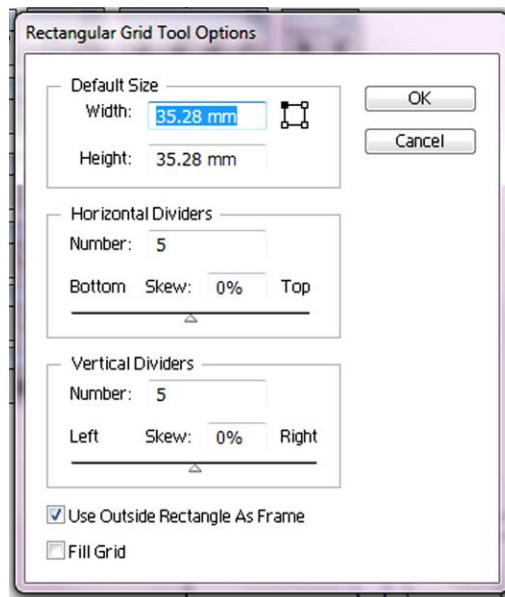 Rectangular Grid Tool Options
Default Size
Width: 35.28 mm
OK
Height: 35.28 mm
Cancel
Horizontal Dividers
Number: 5
Bottom Skew: 0% Top
Vertical Dividers
Number: 5
Left Skew: 0% Right
Use Outside Rectangle As Frame
Fill Grid